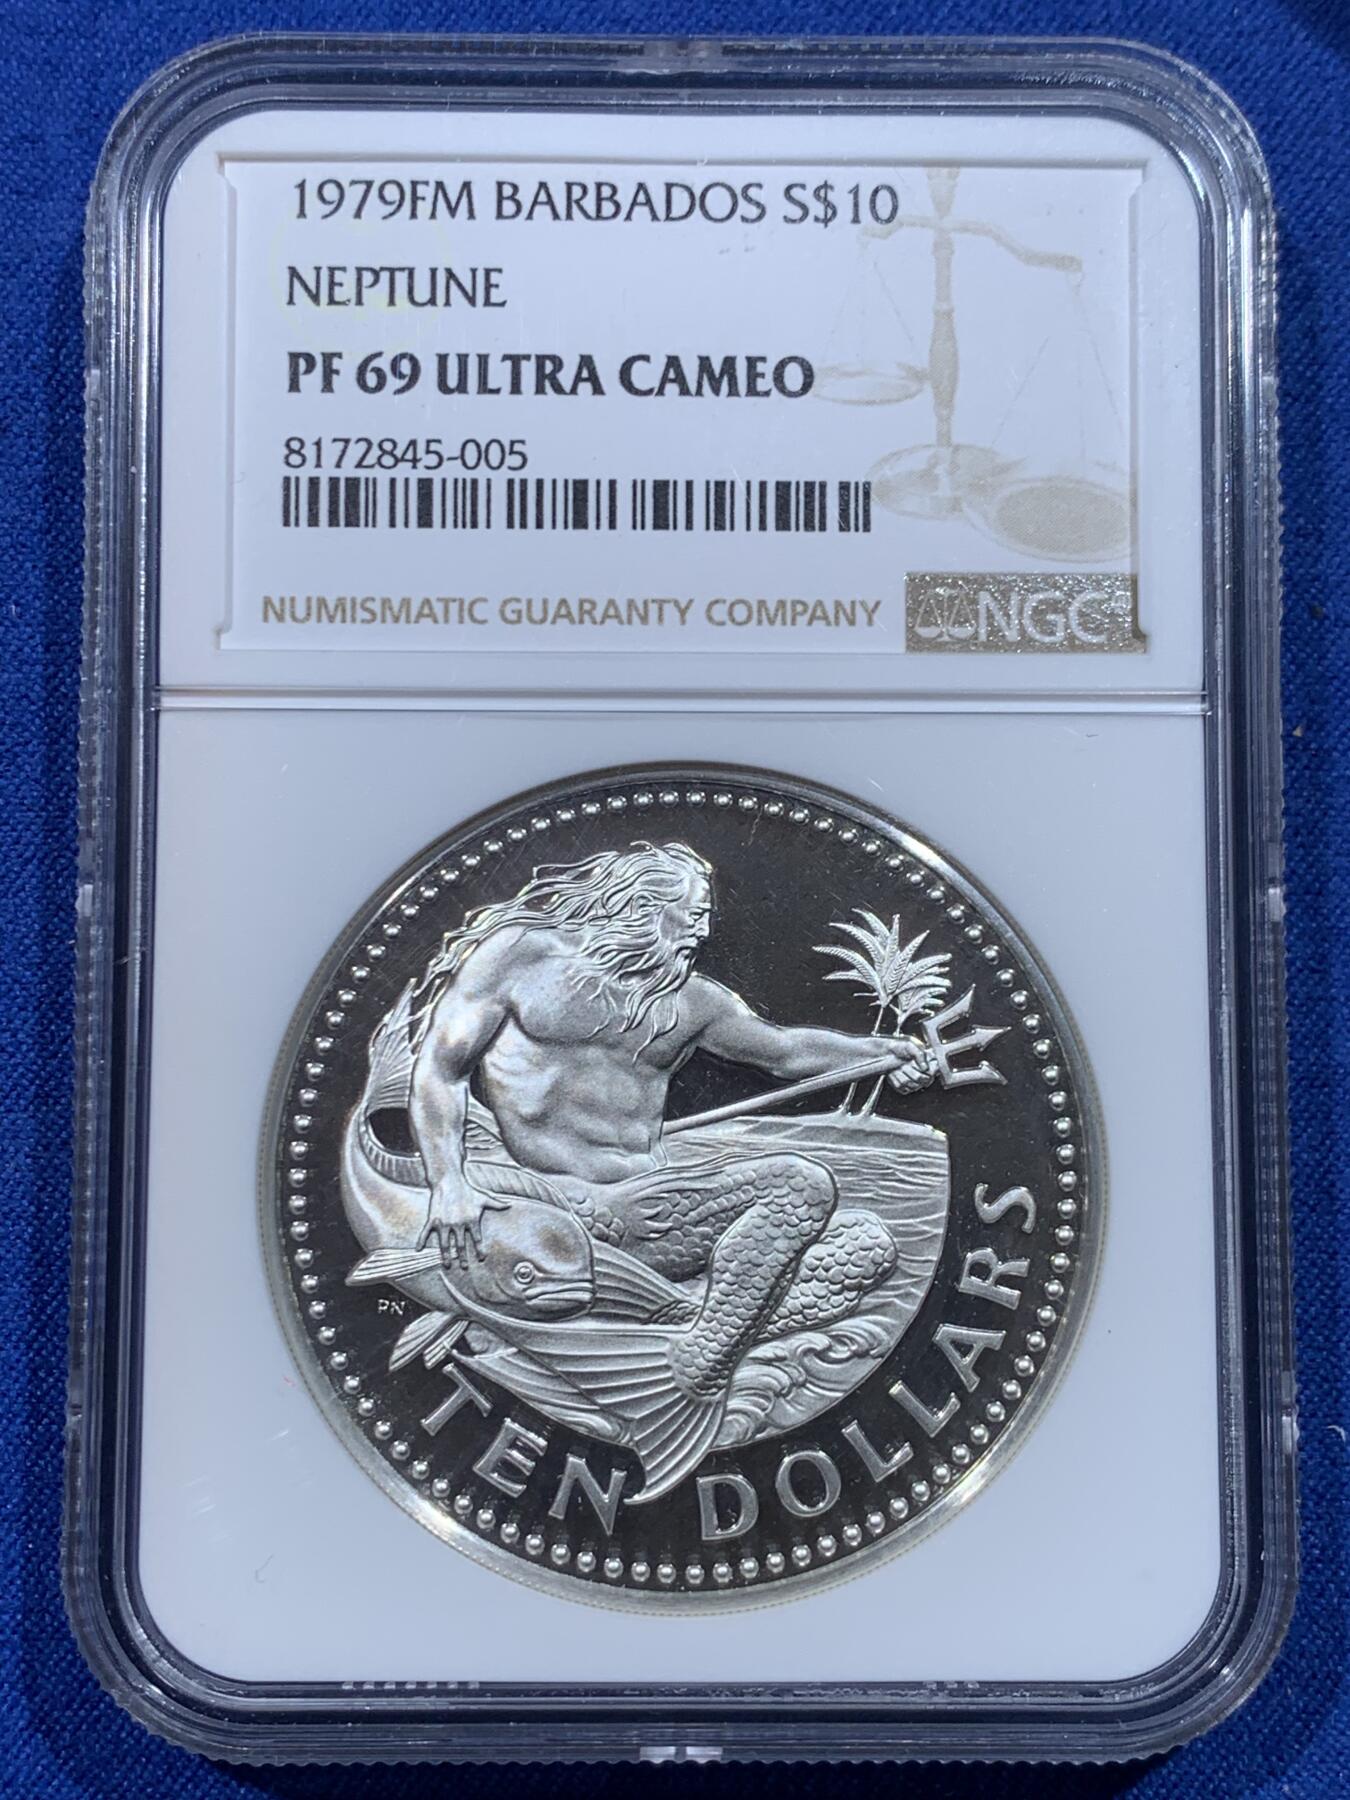 1979FM BARBADOS S$10
NEPTUNE
PF 69 ULTRA CAMEO
8172845-005
NUMISMATIC GUARANTY COMPANY
NGC
PN
TEN DOLLARS